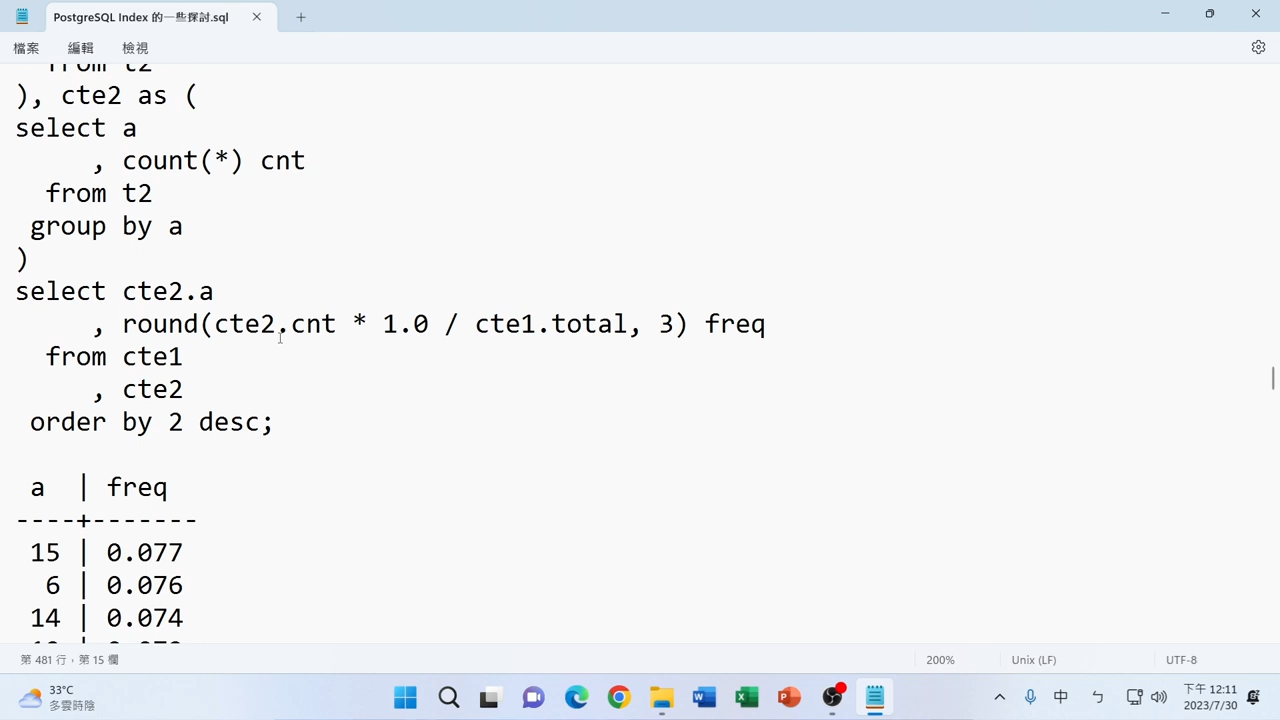 PostgreSQL Index 的一些探討.sql
檔案 編輯 檢視
from t2
), cte2 as (
select a
, count(*) cnt
from t2
group by a
)
select cte2.a
, round(cte2.cnt * 1.0 / cte1.total, 3) freq
from cte1
, cte2
order by 2 desc;
a | freq
----+-------
15 | 0.077
6 | 0.076
14 | 0.074
第 481 行，第 15 欄 200% Unix (LF) UTF-8
33°C
多雲時陰
中 ㄅ
下午 12:11
2023/7/30